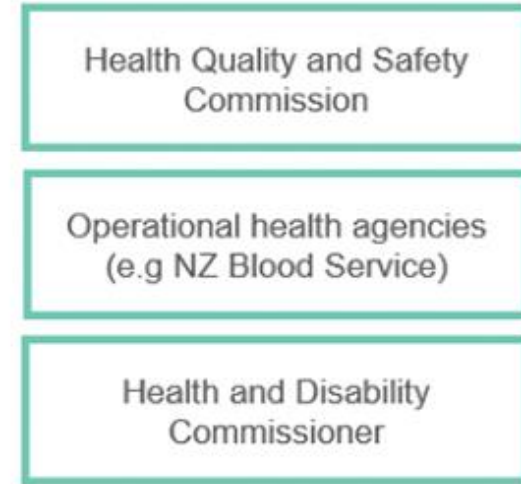 Health Quality and Safety
Commission
Operational health agencies
(e.g NZ Blood Service)
Health and Disability
Commissioner